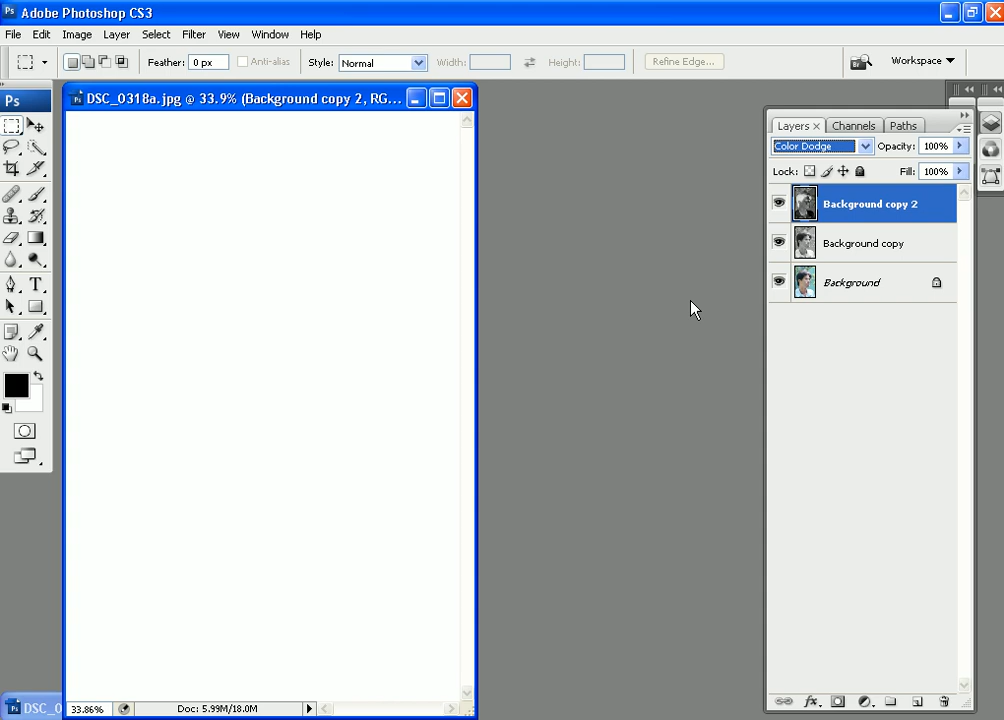 Ps Adobe Photoshop CS3
File Edit Image Layer Select Filter View Window Help
Feather: 0 px Anti-alias Style: Normal Width: Height: Refine Edge... Br Workspace
Ps DSC_0318a.jpg @ 33.9% (Background copy 2, RG...
Layers Channels Paths
Color Dodge Opacity: 100%
Lock: Fill: 100%
Background copy 2
Background copy
Background
T
fx
DSC_0 33.86% Doc: 5.99M/18.0M